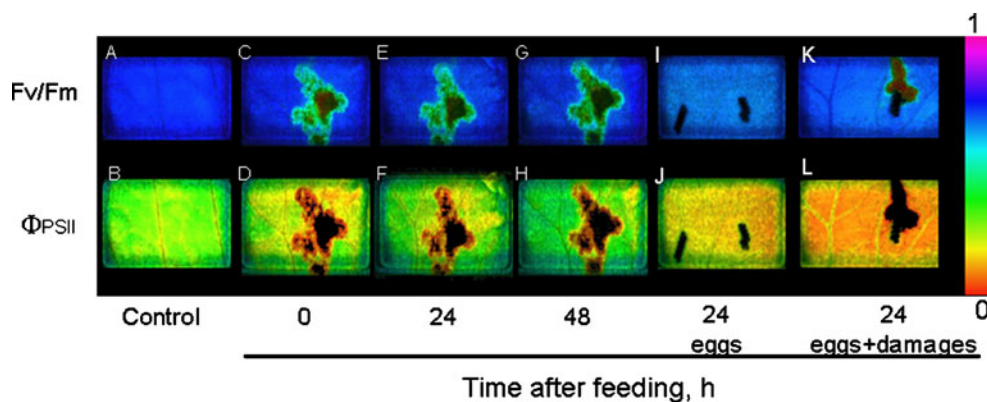 1
A C E G I K
Fv/Fm
B D F H J L
ΦPSII
0
Control 0 24 48 24 24
eggs eggs+damages
Time after feeding, h